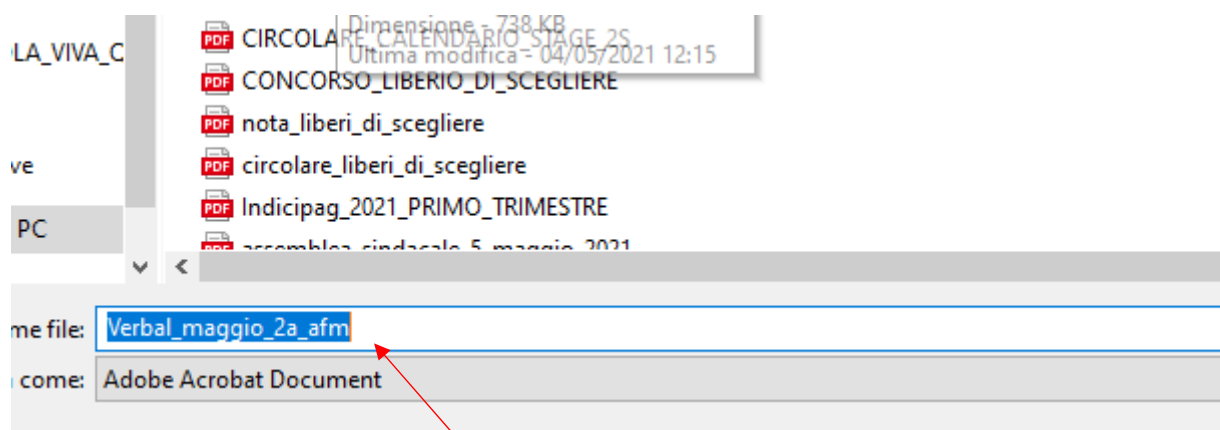 Dimensione - 738 KB
CIRCOLARE_CALENDARIO_STAGE_2S
Ultima modifica - 04/05/2021 12:15
LA_VIVA_C
CONCORSO_LIBERIO_DI_SCEGLIERE
nota_liberi_di_scegliere
ve
circolare_liberi_di_scegliere
Indicipag_2021_PRIMO_TRIMESTRE
PC
assemblea_sindacale_5_maggio_2021
me file: Verbal_maggio_2a_afm
come: Adobe Acrobat Document